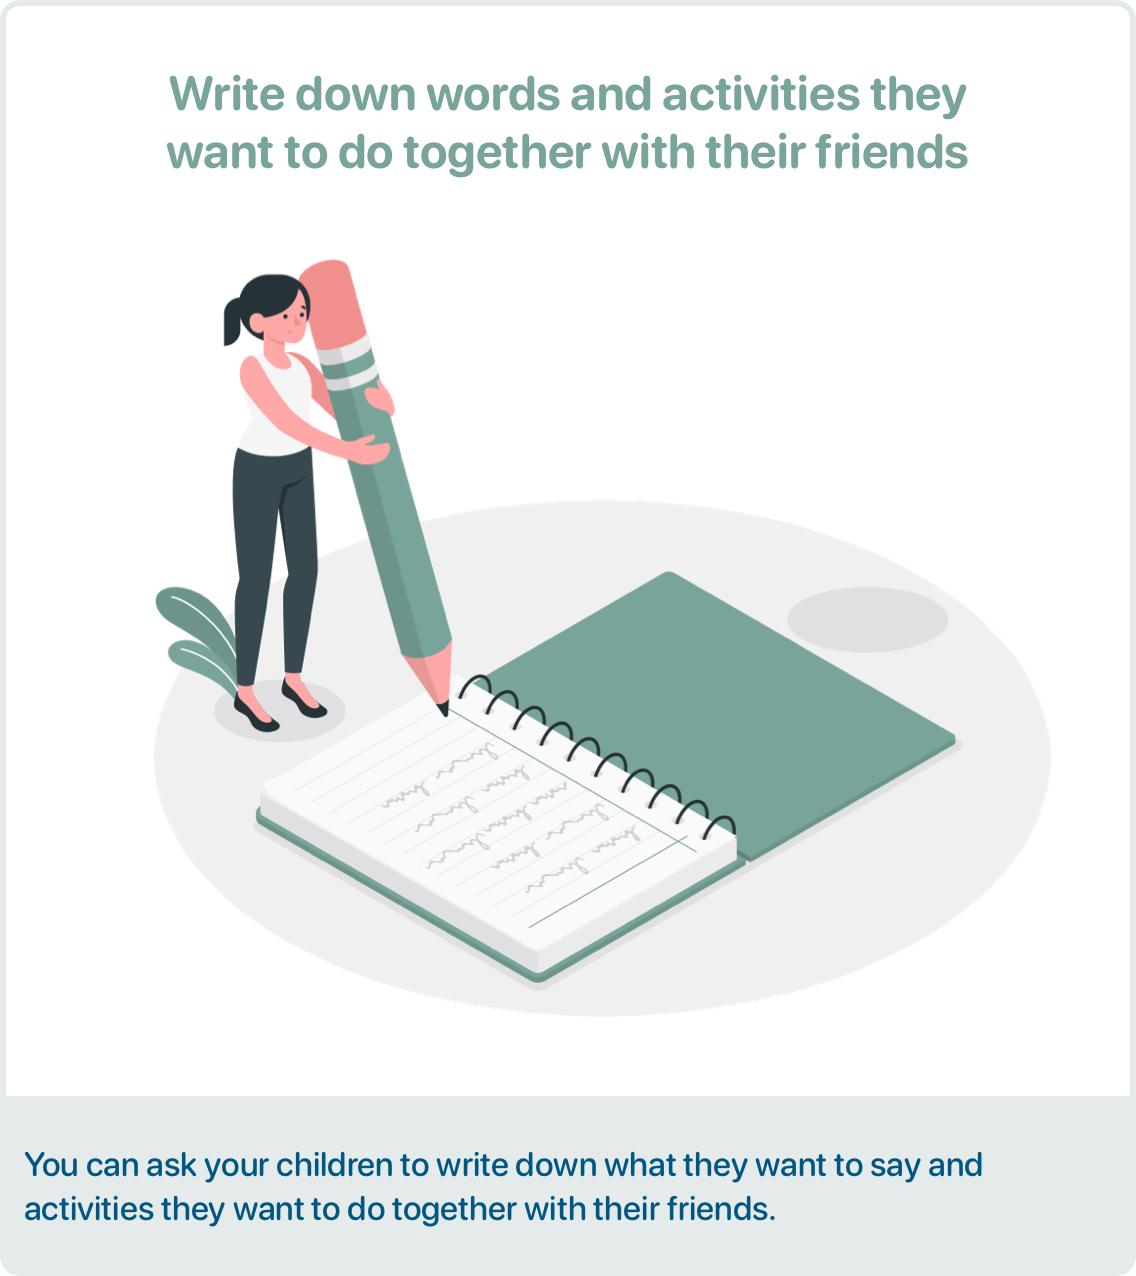 Write down words and activities they
want to do together with their friends
You can ask your children to write down what they want to say and
activities they want to do together with their friends.